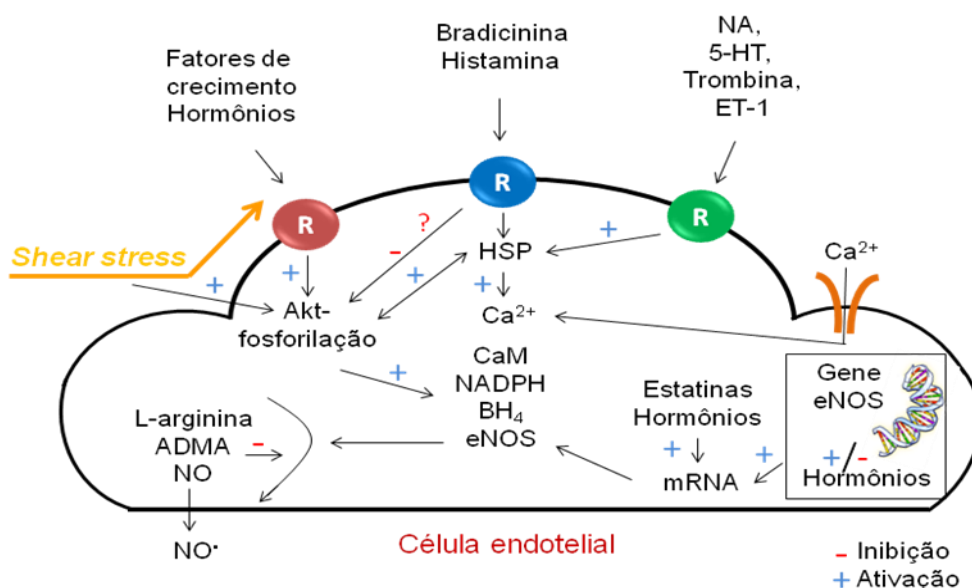 Fatores de
crecimento
Hormônios
Bradicinina
Histamina
NA,
5-HT,
Trombina,
ET-1
R
R
R
Shear stress
+
+
?
-
+
HSP
+
+
Ca²⁺
Akt-
fosforilação
Ca²⁺
+
CaM
NADPH
BH₄
eNOS
L-arginina
ADMA
NO
-
NO•
Estatinas
Hormônios
+
mRNA
+
Gene
eNOS
+/-
Hormônios
Célula endotelial
- Inibição
+ Ativação